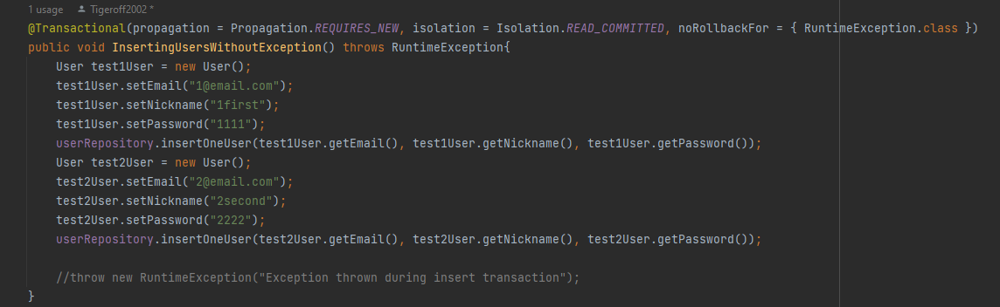 1 usage Tigeroff2002 *
@Transactional(propagation = Propagation.REQUIRES_NEW, isolation = Isolation.READ_COMMITTED, noRollbackFor = { RuntimeException.class })
public void InsertingUsersWithoutException() throws RuntimeException{
    User test1User = new User();
    test1User.setEmail("1@email.com");
    test1User.setNickname("1first");
    test1User.setPassword("1111");
    userRepository.insertOneUser(test1User.getEmail(), test1User.getNickname(), test1User.getPassword());
    User test2User = new User();
    test2User.setEmail("2@email.com");
    test2User.setNickname("2second");
    test2User.setPassword("2222");
    userRepository.insertOneUser(test2User.getEmail(), test2User.getNickname(), test2User.getPassword());
    //throw new RuntimeException("Exception thrown during insert transaction");
}